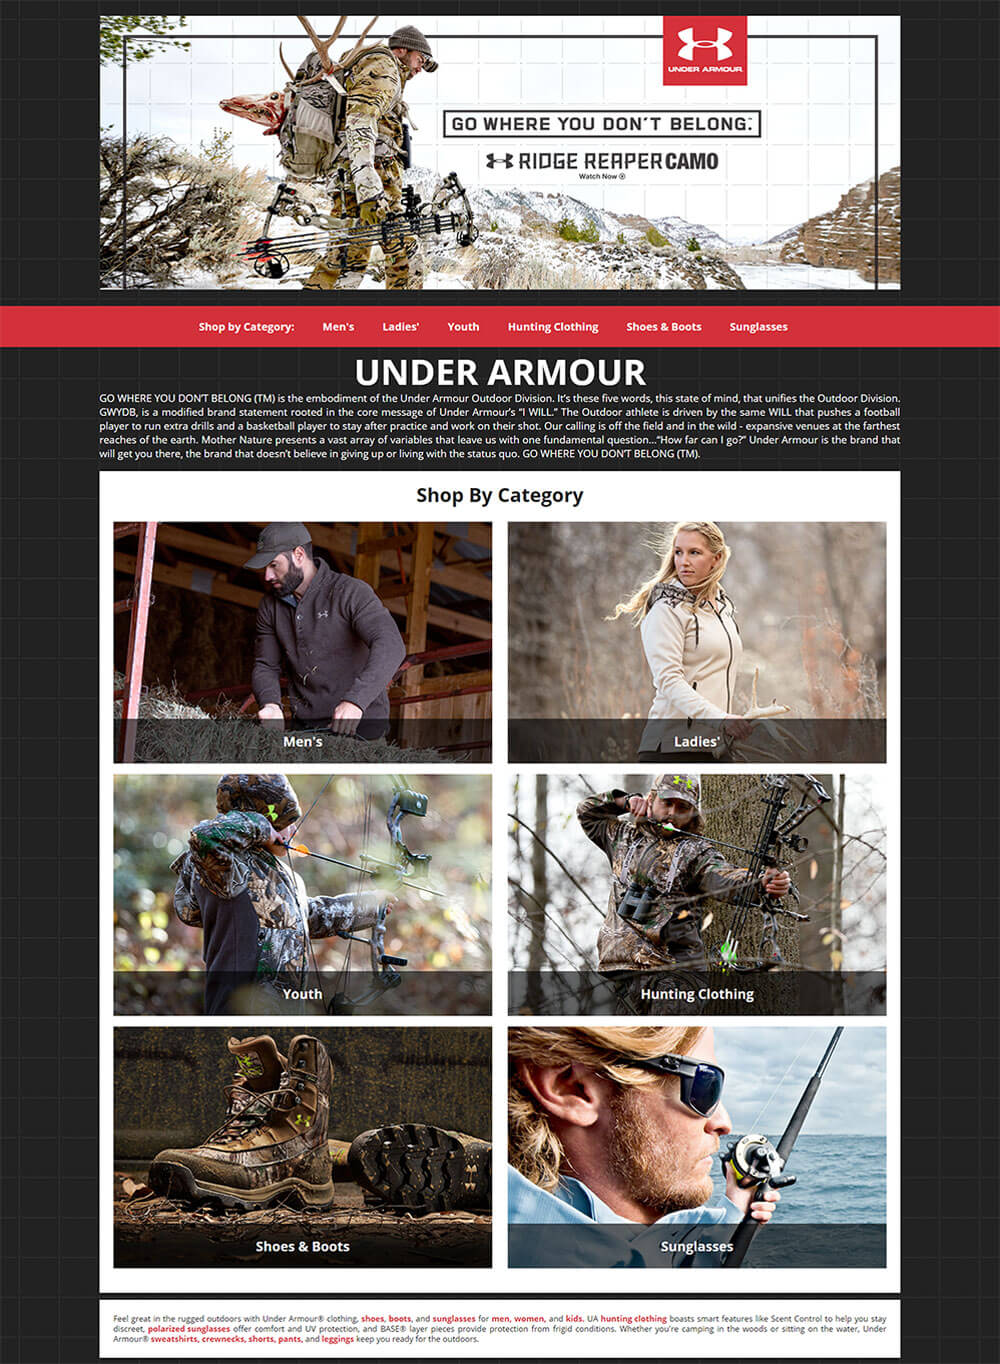 UNDER ARMOUR
GO WHERE YOU DON'T BELONG.™
RIDGE REAPER CAMO
Watch Now
Shop by Category: Men's Ladies' Youth Hunting Clothing Shoes & Boots Sunglasses
UNDER ARMOUR
GO WHERE YOU DON'T BELONG (TM) is the embodiment of the Under Armour Outdoor Division. It's these five words, this state of mind, that unifies the Outdoor Division.
GWYDB, is a modified brand statement rooted in the core message of Under Armour's “I WILL.” The Outdoor athlete is driven by the same WILL that pushes a football
player to run extra drills and a basketball player to stay after practice and work on their shot. Our calling is off the field and in the wild - expansive venues at the farthest
reaches of the earth. Mother Nature presents a vast array of variables that leave us with one fundamental question...“How far can I go?” Under Armour is the brand that
will get you there, the brand that doesn't believe in giving up or living with the status quo. GO WHERE YOU DON'T BELONG (TM).
Shop By Category
Men's
Ladies'
Youth
Hunting Clothing
Shoes & Boots
Sunglasses
Feel great in the rugged outdoors with Under Armour® clothing, shoes, boots, and sunglasses for men, women, and kids. UA hunting clothing boasts smart features like Scent Control to help you stay
discreet, polarized sunglasses offer comfort and UV protection, and BASE® layer pieces provide protection from frigid conditions. Whether you're camping in the woods or sitting on the water, Under
Armour® sweatshirts, crewnecks, shorts, pants, and leggings keep you ready for the outdoors.